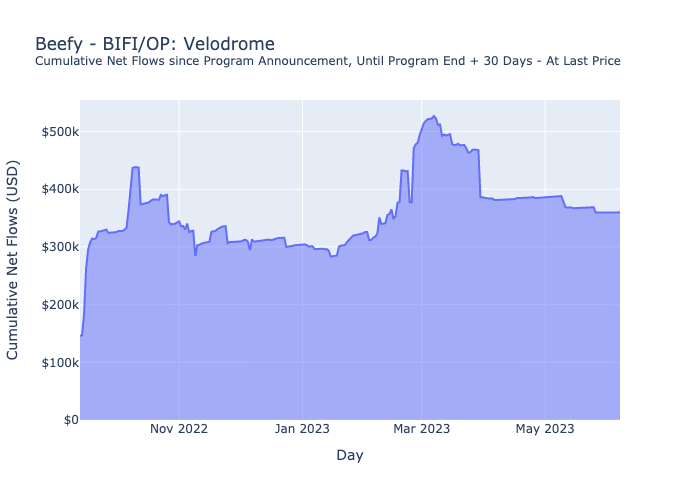 Beefy - BIFI/OP: Velodrome
Cumulative Net Flows since Program Announcement, Until Program End + 30 Days - At Last Price
Cumulative Net Flows (USD)
$500k
$400k
$300k
$200k
$100k
$0
Nov 2022
Jan 2023
Mar 2023
May 2023
Day